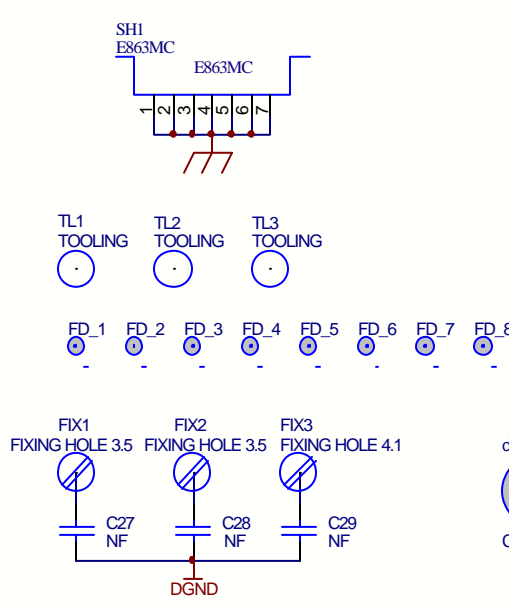 SH1
E863MC
E863MC
1 2 3 4 5 6 7
TL1 TL2 TL3
TOOLING TOOLING TOOLING
FD_1 FD_2 FD_3 FD_4 FD_5 FD_6 FD_7 FD_8
FIX1 FIX2 FIX3
FIXING HOLE 3.5 FIXING HOLE 3.5 FIXING HOLE 4.1
C27 C28 C29
NF NF NF
DGND